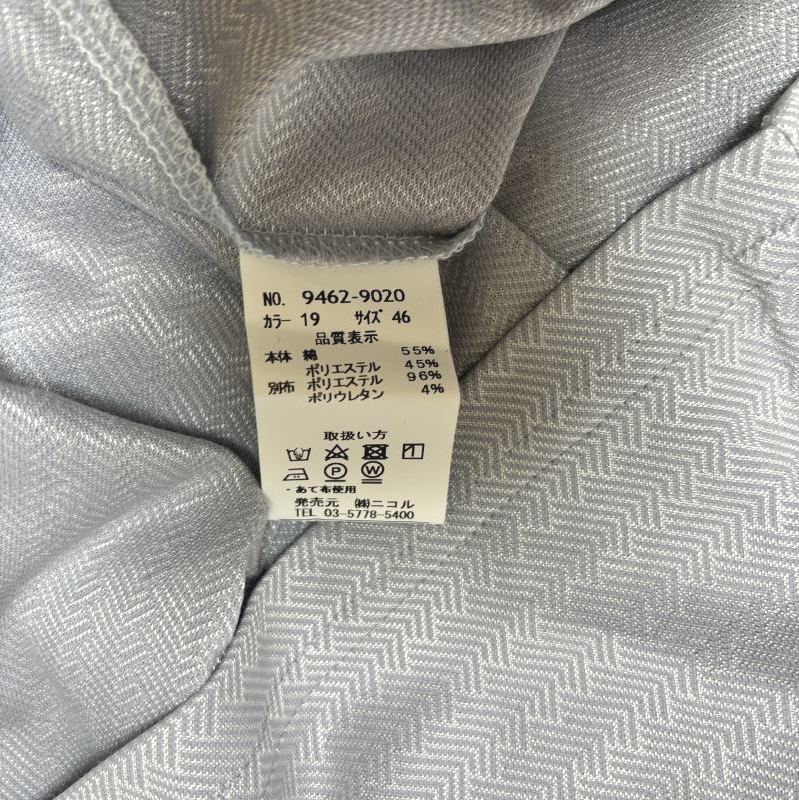 NO. 9462-9020
カラー 19 サイズ 46
品質表示
本体 綿 55%
ポリエステル 45%
別布 ポリエステル 96%
ポリウレタン 4%
取扱い方
P W
・あて布使用
発売元 ㈱ニコル
TEL 03-5778-5400